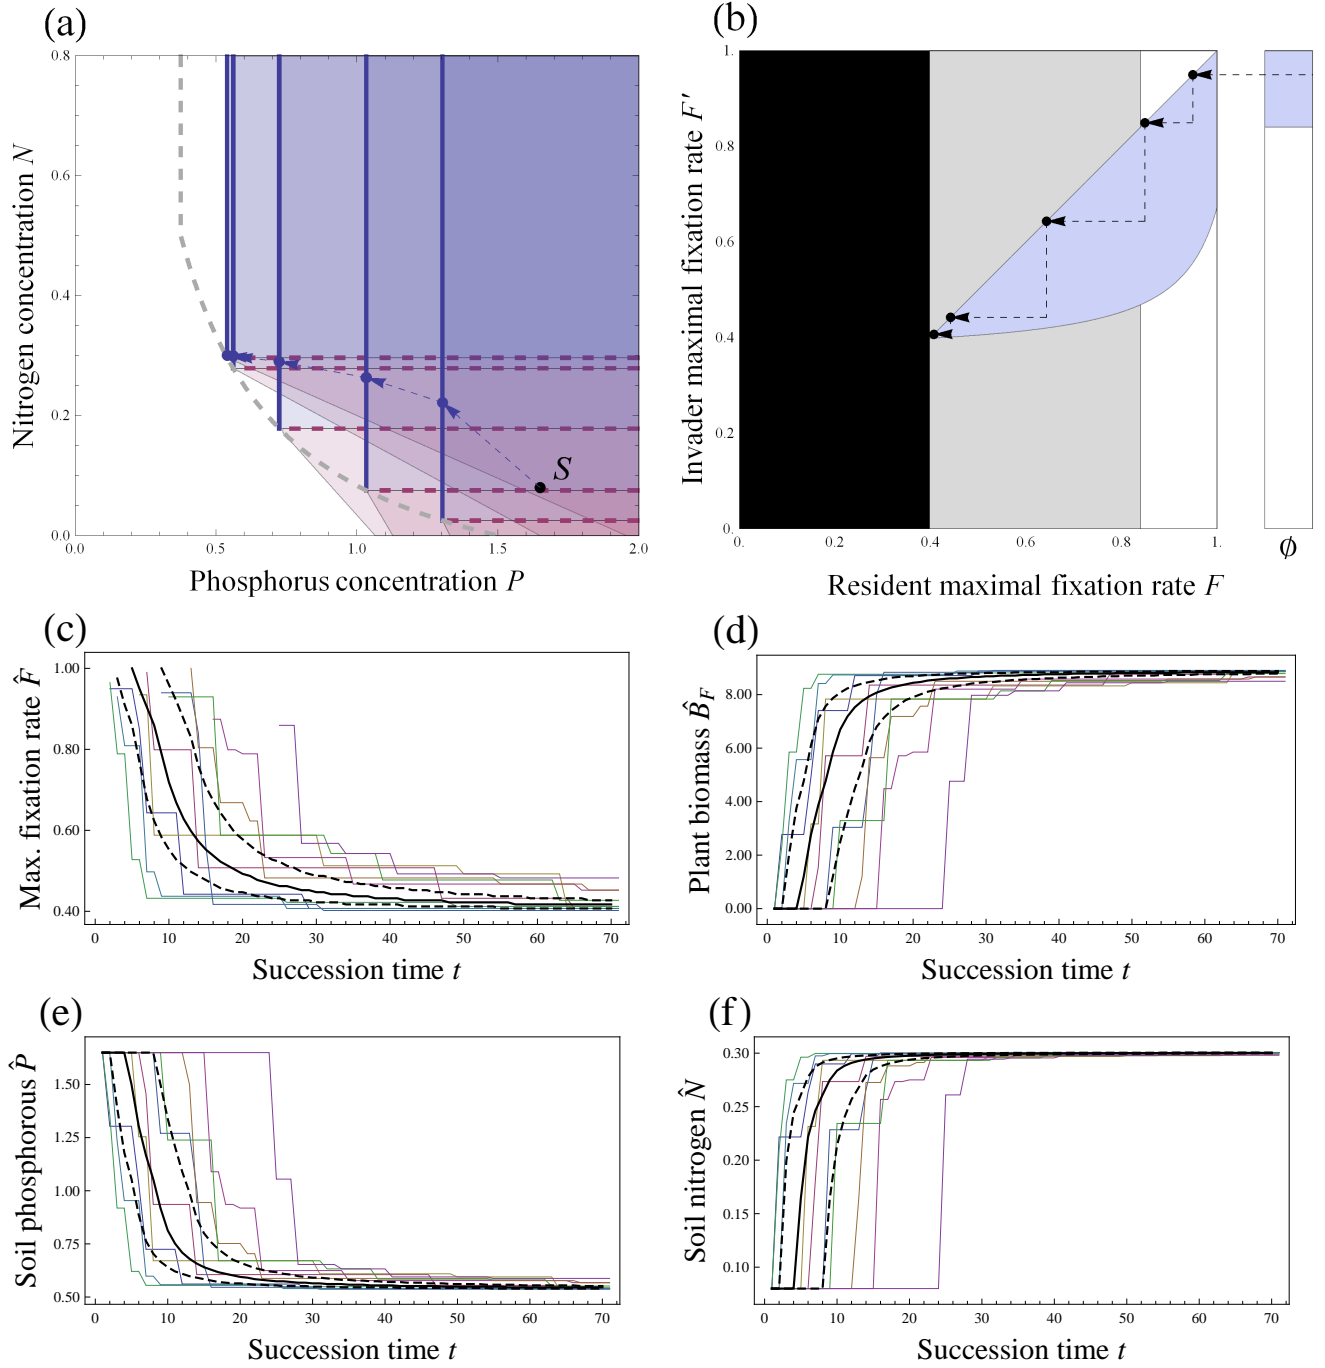 (a)
Nitrogen concentration N
0.8
0.6
0.4
0.2
0.0
S
0.0 0.5 1.0 1.5 2.0
Phosphorus concentration P
(b)
Invader maximal fixation rate F'
1.
0.8
0.6
0.4
0.2
0.
0. 0.2 0.4 0.6 0.8 1.
ϕ
Resident maximal fixation rate F
(c)
Max. fixation rate F̂
1.00
0.80
0.60
0.40
0 10 20 30 40 50 60 70
Succession time t
(d)
Plant biomass B̂F
8.00
6.00
4.00
2.00
0.00
0 10 20 30 40 50 60 70
Succession time t
(e)
Soil phosphorous P̂
1.50
1.25
1.00
0.75
0.50
0 10 20 30 40 50 60 70
Succession time t
(f)
Soil nitrogen N̂
0.30
0.25
0.20
0.15
0.10
0 10 20 30 40 50 60 70
Succession time t